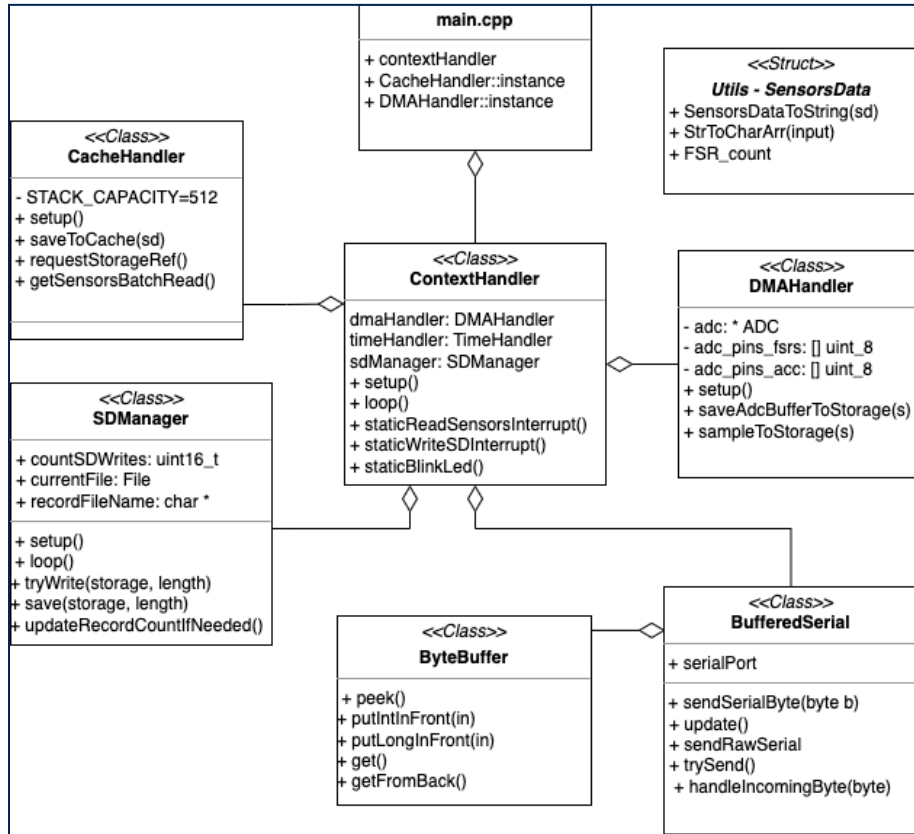 main.cpp
+ contextHandler
+ CacheHandler::instance
+ DMAHandler::instance
<<Struct>>
Utils - SensorsData
+ SensorsDataToString(sd)
+ StrToCharArr(input)
+ FSR_count
<<Class>>
CacheHandler
- STACK_CAPACITY=512
+ setup()
+ saveToCache(sd)
+ requestStorageRef()
+ getSensorsBatchRead()
<<Class>>
ContextHandler
dmaHandler: DMAHandler
timeHandler: TimeHandler
sdManager: SDManager
+ setup()
+ loop()
+ staticReadSensorsInterrupt()
+ staticWriteSDInterrupt()
+ staticBlinkLed()
<<Class>>
DMAHandler
- adc: * ADC
- adc_pins_fsrs: [] uint_8
- adc_pins_acc: [] uint_8
+ setup()
+ saveAdcBufferToStorage(s)
+ sampleToStorage(s)
<<Class>>
SDManager
+ countSDWrites: uint16_t
+ currentFile: File
+ recordFileName: char *
+ setup()
+ loop()
+ tryWrite(storage, length)
+ save(storage, length)
+ updateRecordCountIfNeeded()
<<Class>>
ByteBuffer
+ peek()
+ putIntInFront(in)
+ putLongInFront(in)
+ get()
+ getFromBack()
<<Class>>
BufferedSerial
+ serialPort
+ sendSerialByte(byte b)
+ update()
+ sendRawSerial
+ trySend()
+ handleIncomingByte(byte)